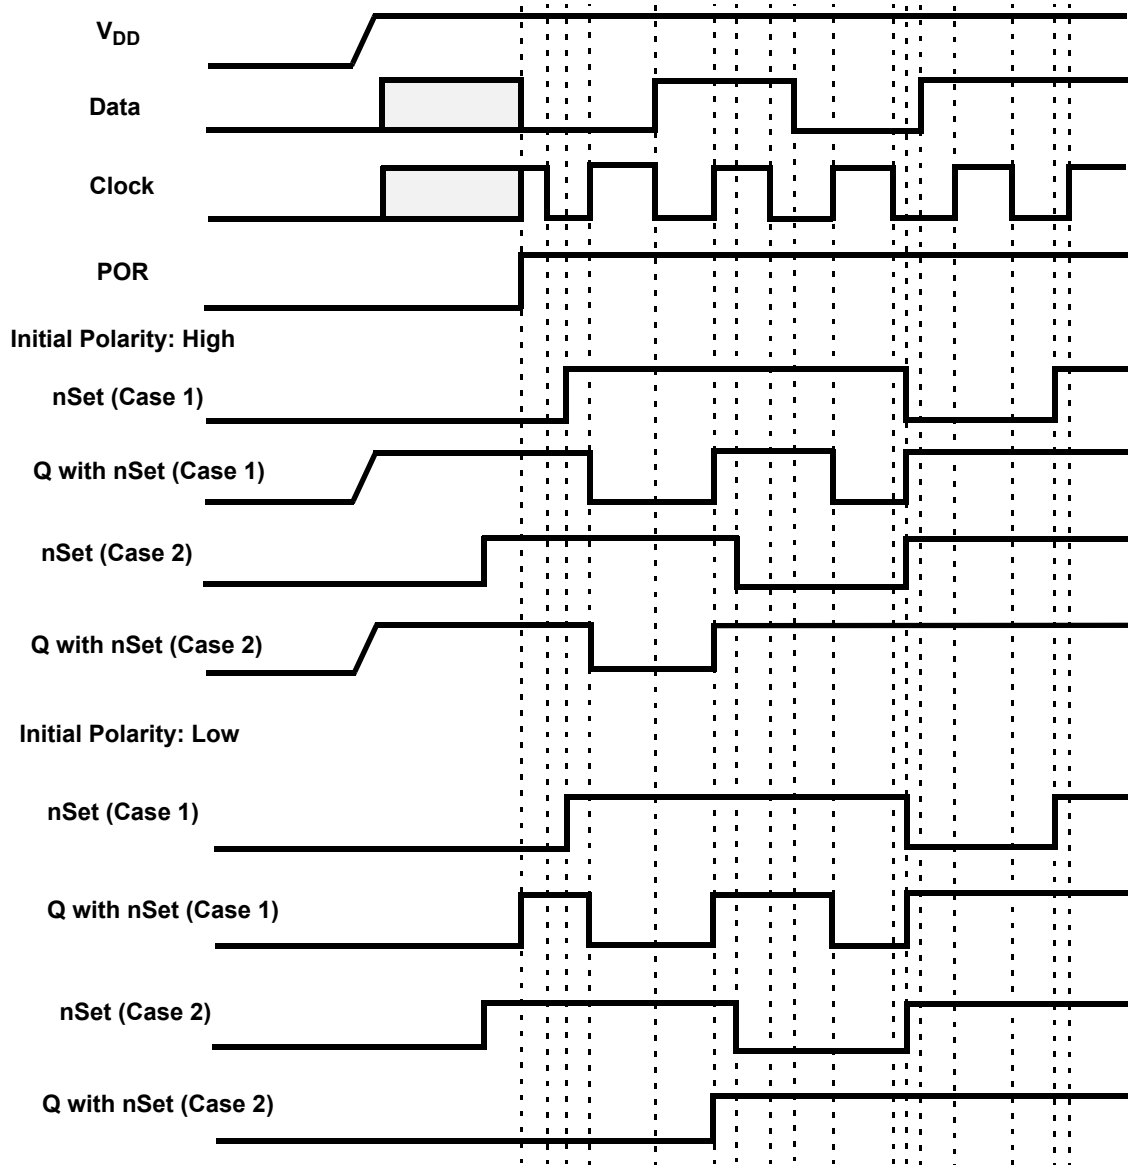 VDD
Data
Clock
POR
Initial Polarity: High
nSet (Case 1)
Q with nSet (Case 1)
nSet (Case 2)
Q with nSet (Case 2)
Initial Polarity: Low
nSet (Case 1)
Q with nSet (Case 1)
nSet (Case 2)
Q with nSet (Case 2)